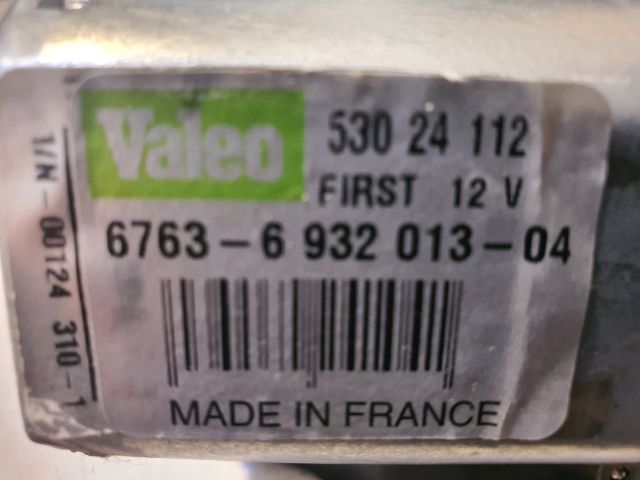 Valeo
530 24 112
FIRST 12 V
6763-6 932 013-04
MADE IN FRANCE
1/N-00124 310-1